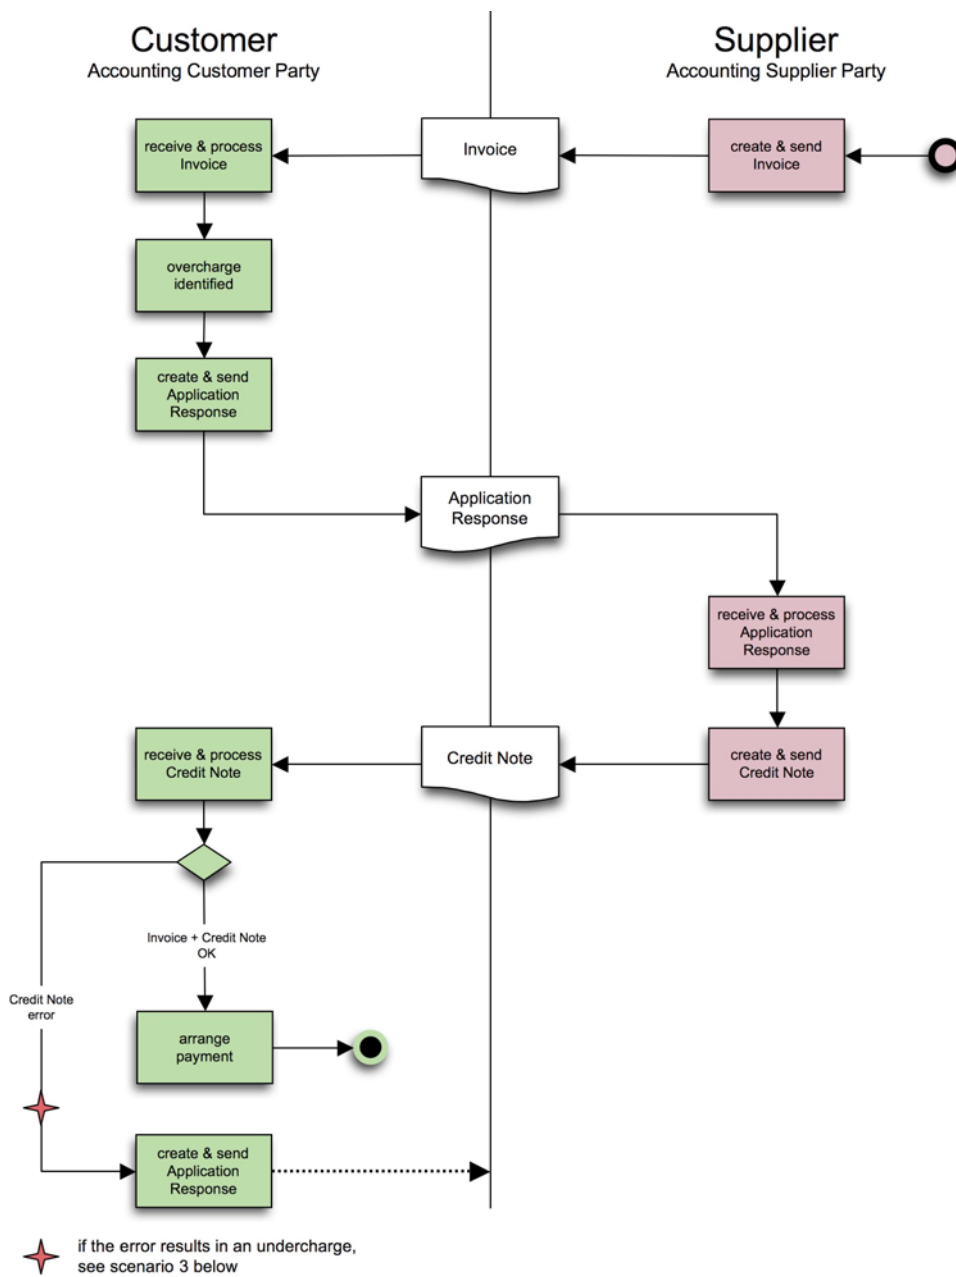 Customer
Accounting Customer Party
Supplier
Accounting Supplier Party
receive & process
Invoice
Invoice
create & send
Invoice
overcharge
identified
create & send
Application
Response
Application
Response
receive & process
Application
Response
receive & process
Credit Note
Credit Note
create & send
Credit Note
Invoice + Credit Note
OK
Credit Note
error
arrange
payment
create & send
Application
Response
if the error results in an undercharge,
see scenario 3 below